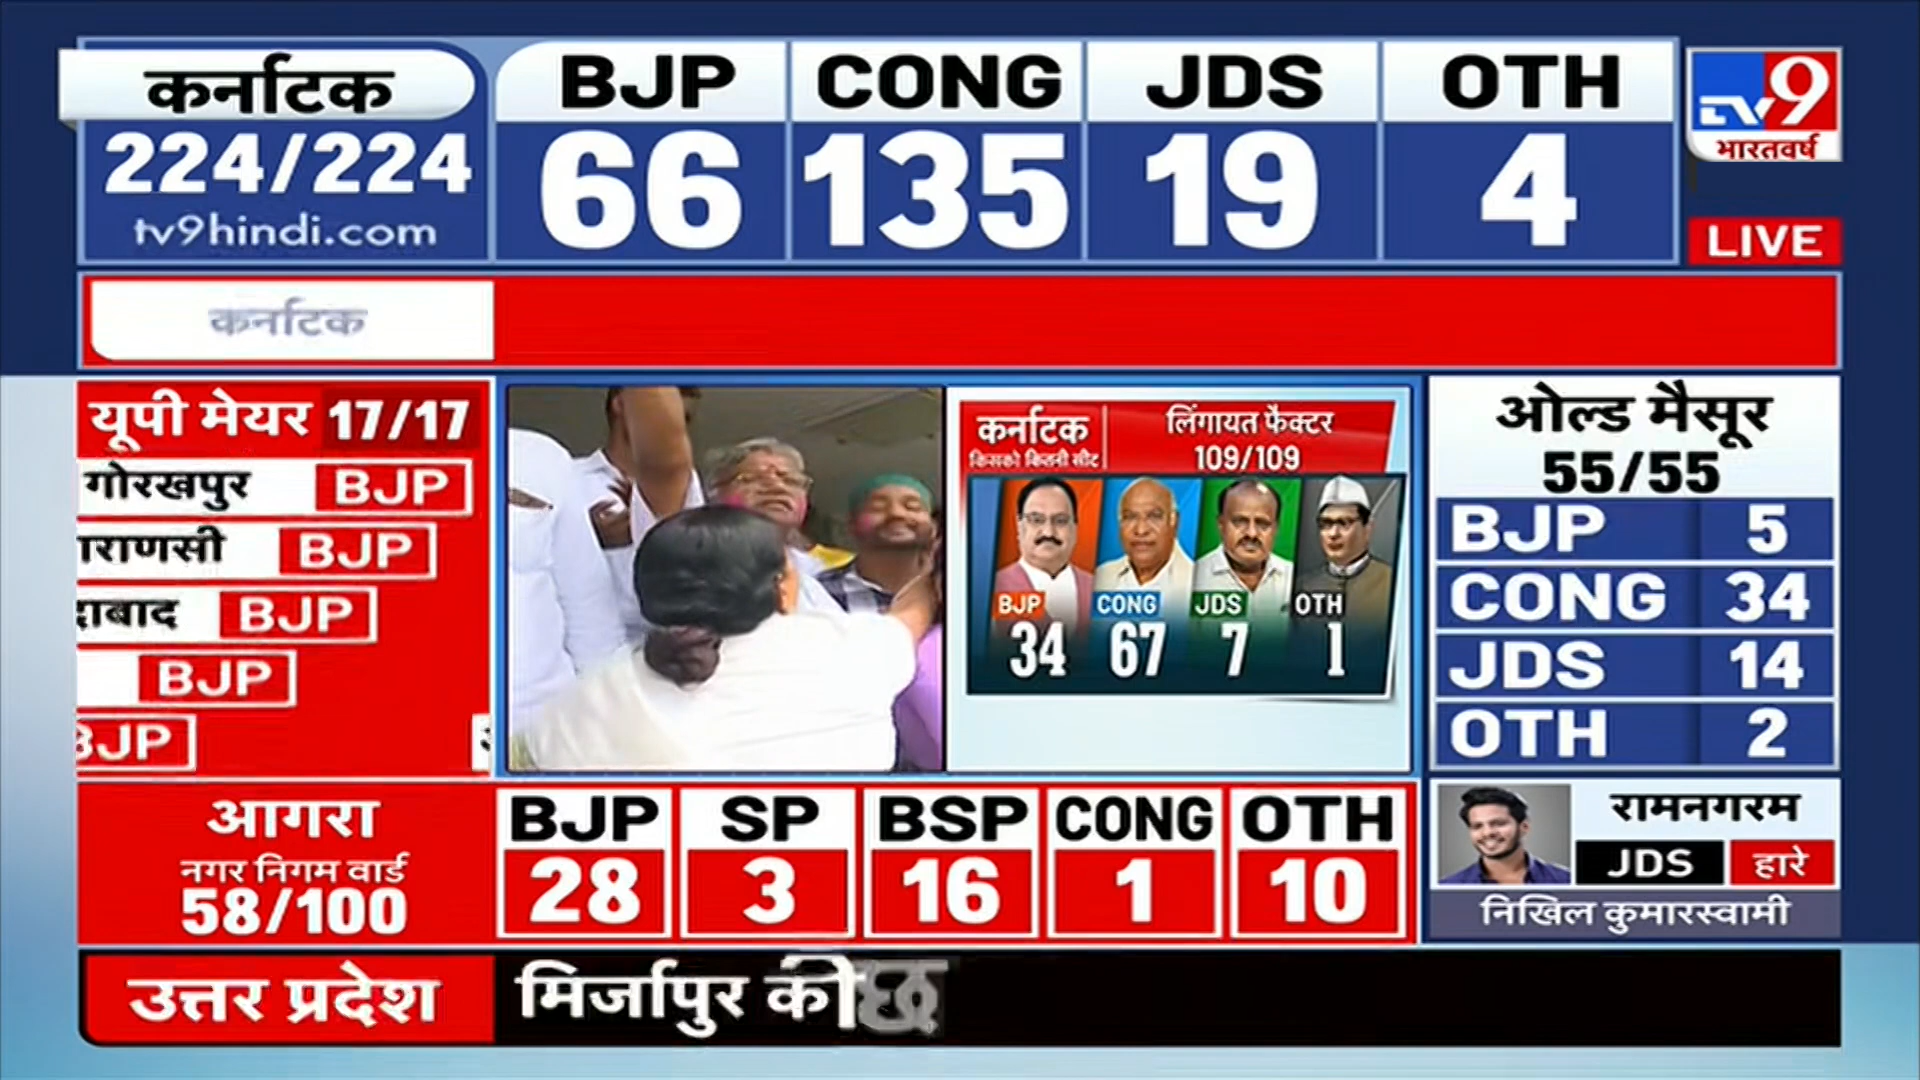 कर्नाटक
224/224
tv9hindi.com
BJP CONG JDS OTH
66 135 19 4
TV9
भारतवर्ष
LIVE
कर्नाटक
यूपी मेयर 17/17
गोरखपुर BJP
ाराणसी BJP
दाबाद BJP
BJP
BJP
कर्नाटक
किसको कितनी सीट
लिंगायत फैक्टर
109/109
BJP CONG JDS OTH
34 67 7 1
ओल्ड मैसूर
55/55
BJP 5
CONG 34
JDS 14
OTH 2
आगरा
नगर निगम वार्ड
58/100
BJP SP BSP CONG OTH
28 3 16 1 10
रामनगरम
JDS हारे
निखिल कुमारस्वामी
उत्तर प्रदेश
मिर्जापुर की छ